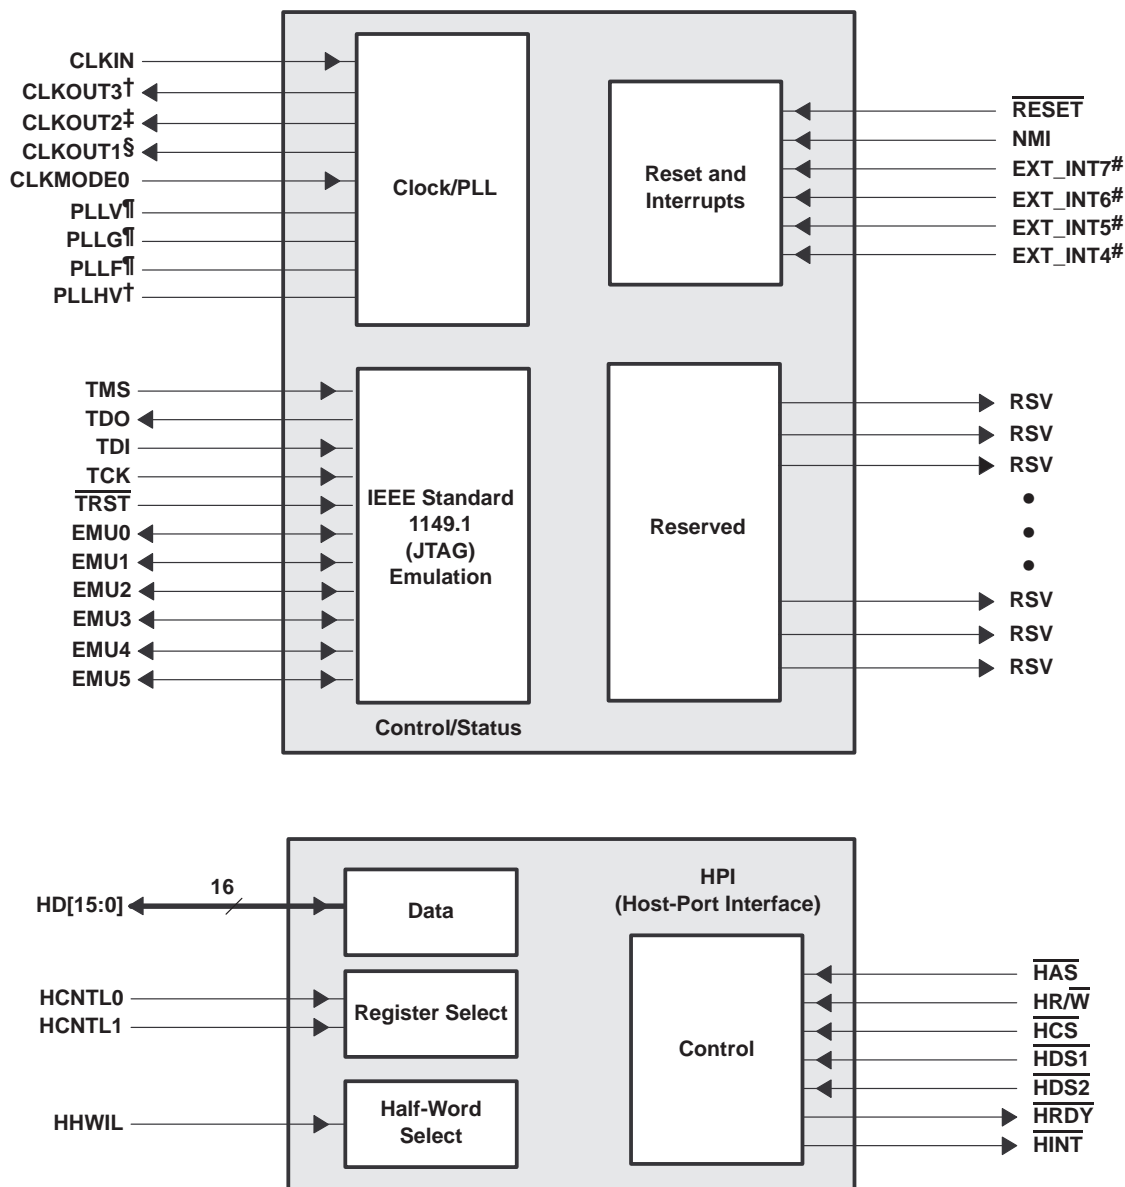 CLKIN
CLKOUT3†
CLKOUT2‡
CLKOUT1§
CLKMODE0
PLLV¶
PLLG¶
PLLF¶
PLLHV†
Clock/PLL
Reset and
Interrupts
RESET
NMI
EXT_INT7#
EXT_INT6#
EXT_INT5#
EXT_INT4#
TMS
TDO
TDI
TCK
TRST
EMU0
EMU1
EMU2
EMU3
EMU4
EMU5
IEEE Standard
1149.1
(JTAG)
Emulation
Reserved
RSV
RSV
RSV
•
•
•
RSV
RSV
RSV
Control/Status
HD[15:0]
16
Data
HPI
(Host-Port Interface)
HCNTL0
HCNTL1
Register Select
HHWIL
Half-Word
Select
Control
HAS
HR/W
HCS
HDS1
HDS2
HRDY
HINT